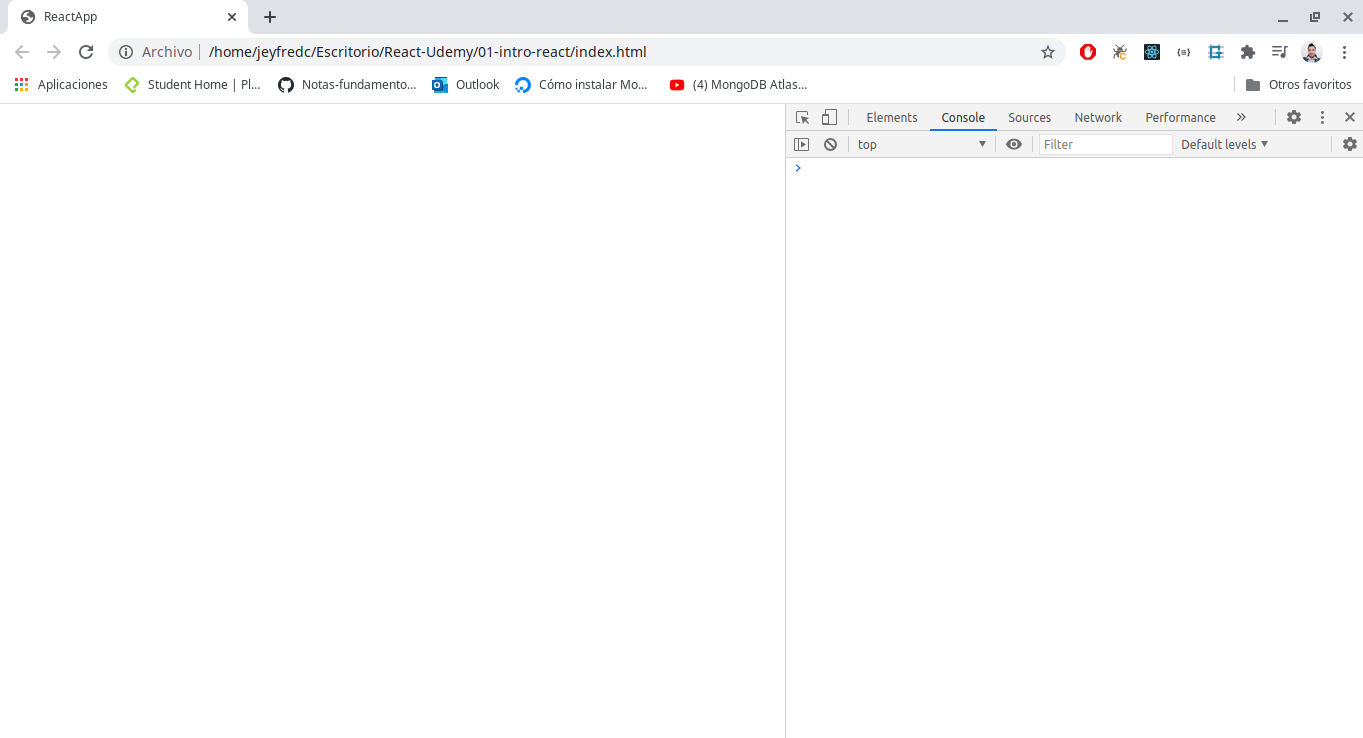 ReactApp
Archivo /home/jeyfredc/Escritorio/React-Udemy/01-intro-react/index.html
Aplicaciones Student Home | Pl... Notas-fundamento... Outlook Cómo instalar Mo... (4) MongoDB Atlas... Otros favoritos
Elements Console Sources Network Performance
top Filter Default levels